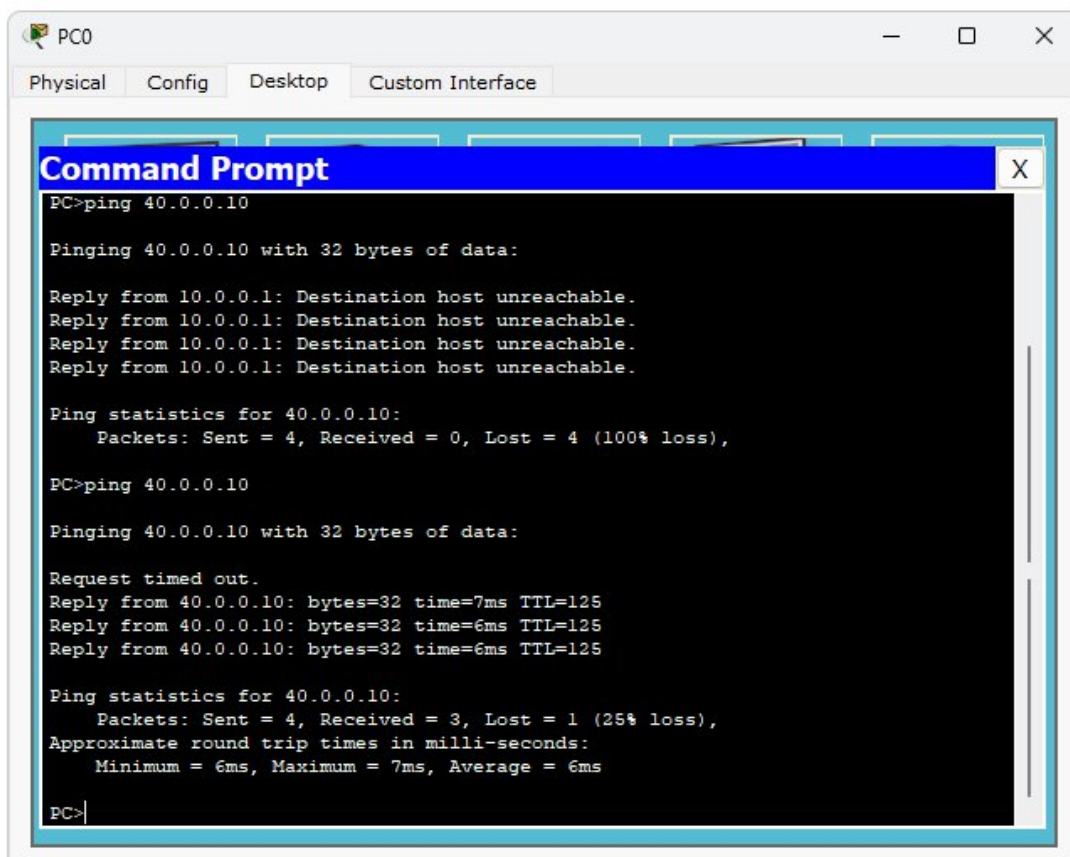 PC0
Physical Config Desktop Custom Interface
Command Prompt X
PC>ping 40.0.0.10
Pinging 40.0.0.10 with 32 bytes of data:
Reply from 10.0.0.1: Destination host unreachable.
Reply from 10.0.0.1: Destination host unreachable.
Reply from 10.0.0.1: Destination host unreachable.
Reply from 10.0.0.1: Destination host unreachable.
Ping statistics for 40.0.0.10:
Packets: Sent = 4, Received = 0, Lost = 4 (100% loss),
PC>ping 40.0.0.10
Pinging 40.0.0.10 with 32 bytes of data:
Request timed out.
Reply from 40.0.0.10: bytes=32 time=7ms TTL=125
Reply from 40.0.0.10: bytes=32 time=6ms TTL=125
Reply from 40.0.0.10: bytes=32 time=6ms TTL=125
Ping statistics for 40.0.0.10:
Packets: Sent = 4, Received = 3, Lost = 1 (25% loss),
Approximate round trip times in milli-seconds:
Minimum = 6ms, Maximum = 7ms, Average = 6ms
PC>